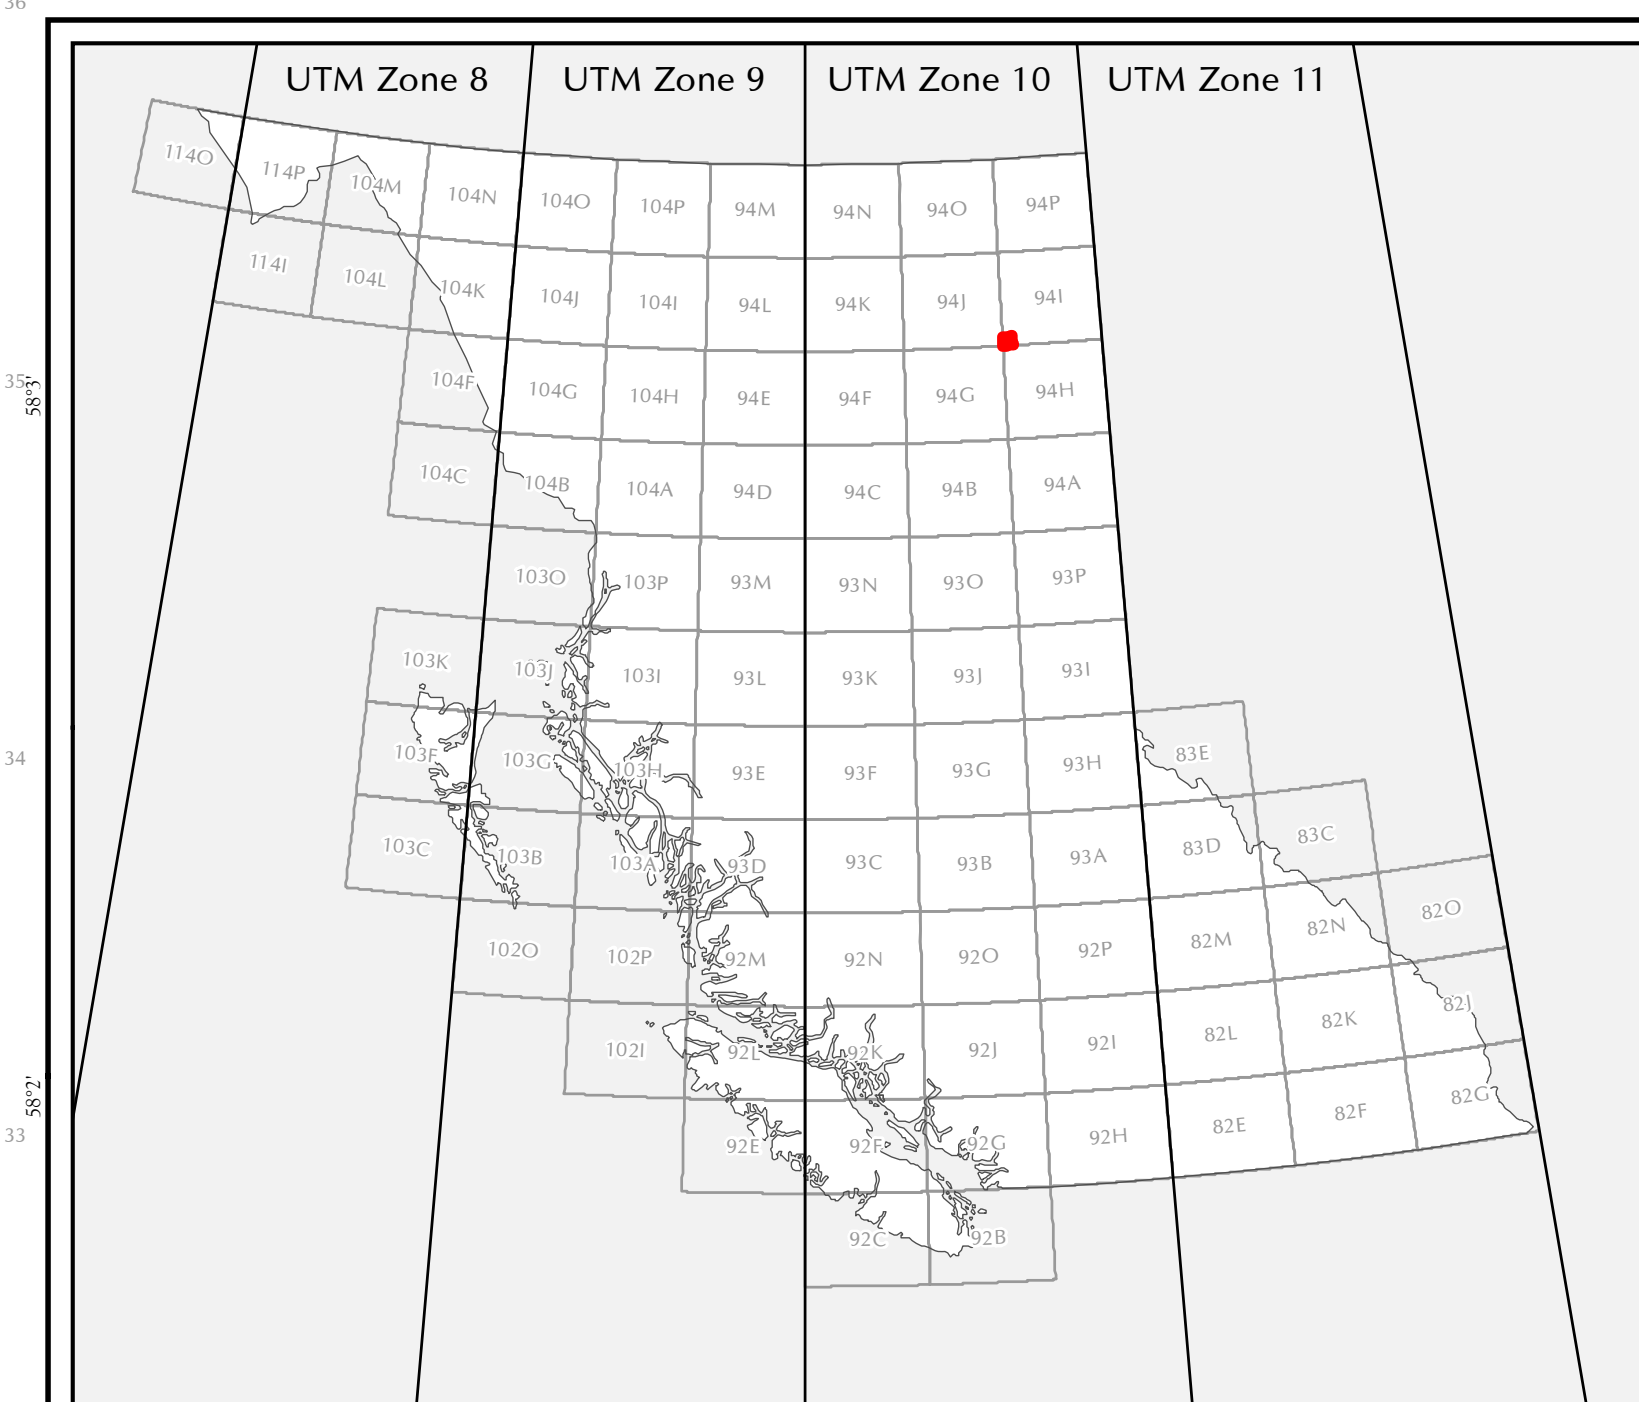 36
UTM Zone 8 UTM Zone 9 UTM Zone 10 UTM Zone 11
114O 114P 104M 104N 104O 104P 94M 94N 94O 94P
114I 104L 104K 104J 104I 94L 94K 94J 94I
35
58°3'
104F 104G 104H 94E 94F 94G 94H
104C 104B 104A 94D 94C 94B 94A
103O 103P 93M 93N 93O 93P
103K 103J 103I 93L 93K 93J 93I
34
103F 103G 103H 93E 93F 93G 93H 83E
103C 103B 103A 93D 93C 93B 93A 83D 83C
102O 102P 92M 92N 92O 92P 82M 82N 82O
102I 92L 92K 92J 92I 82L 82K 82J
58°2'
33
92E 92F 92G 92H 82E 82F 82G
92C 92B